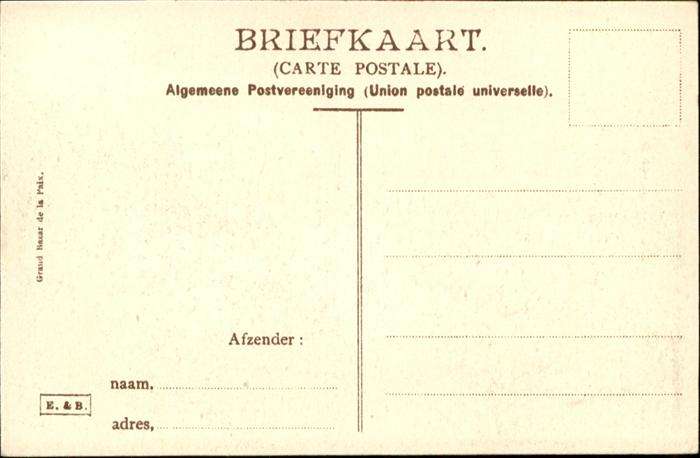 BRIEFKAART.
(CARTE POSTALE).
Algemeene Postvereeniging (Union postale universelle).
Grand Bazar de la Paix.
Afzender :
naam.
adres,
E. & B.